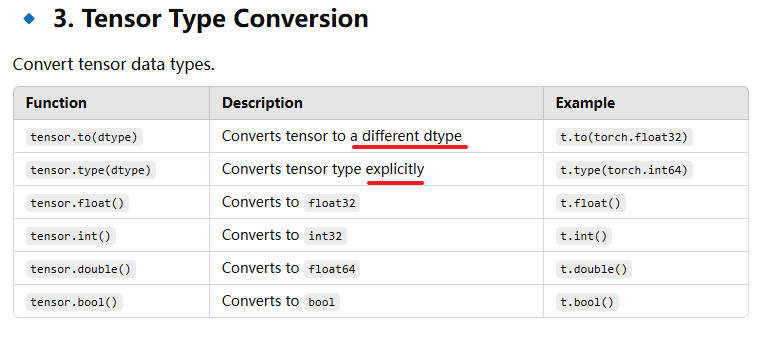 3. Tensor Type Conversion
Convert tensor data types.
Function Description Example
tensor.to(dtype) Converts tensor to a different dtype t.to(torch.float32)
tensor.type(dtype) Converts tensor type explicitly t.type(torch.int64)
tensor.float() Converts to float32 t.float()
tensor.int() Converts to int32 t.int()
tensor.double() Converts to float64 t.double()
tensor.bool() Converts to bool t.bool()